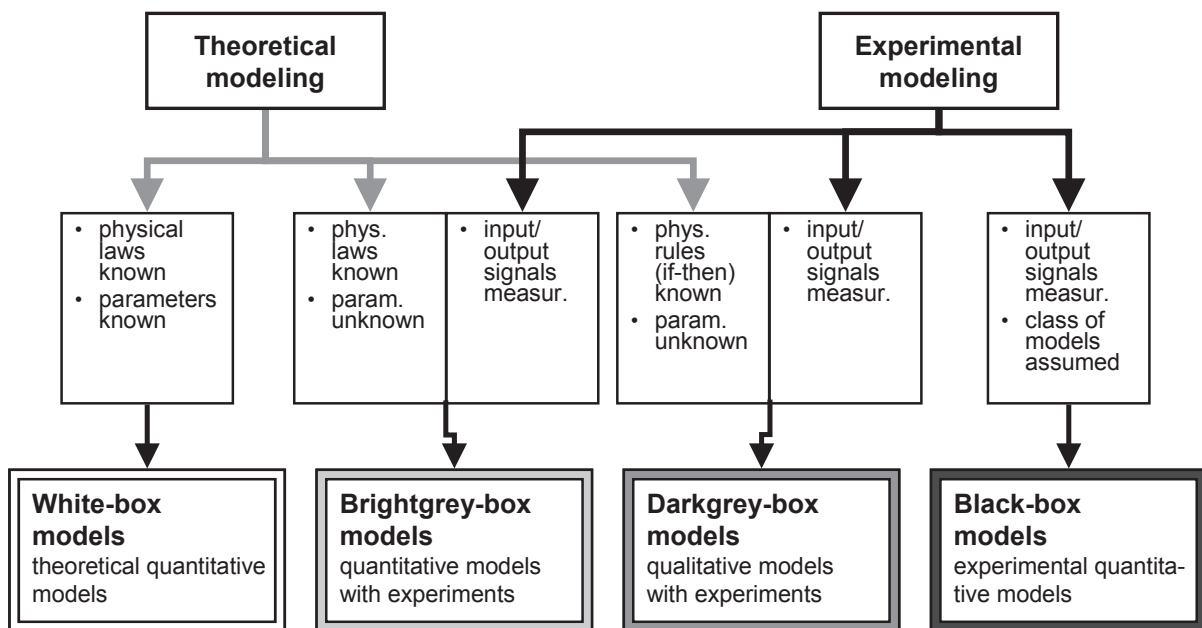 Theoretical
modeling
Experimental
modeling
• physical
laws
known
• parameters
known
• phys.
laws
known
• param.
unknown
• input/
output
signals
measur.
• phys.
rules
(if-then)
known
• param.
unknown
• input/
output
signals
measur.
• input/
output
signals
measur.
• class of
models
assumed
White-box
models
theoretical quantitative
models
Brightgrey-box
models
quantitative models
with experiments
Darkgrey-box
models
qualitative models
with experiments
Black-box
models
experimental quantita-
tive models